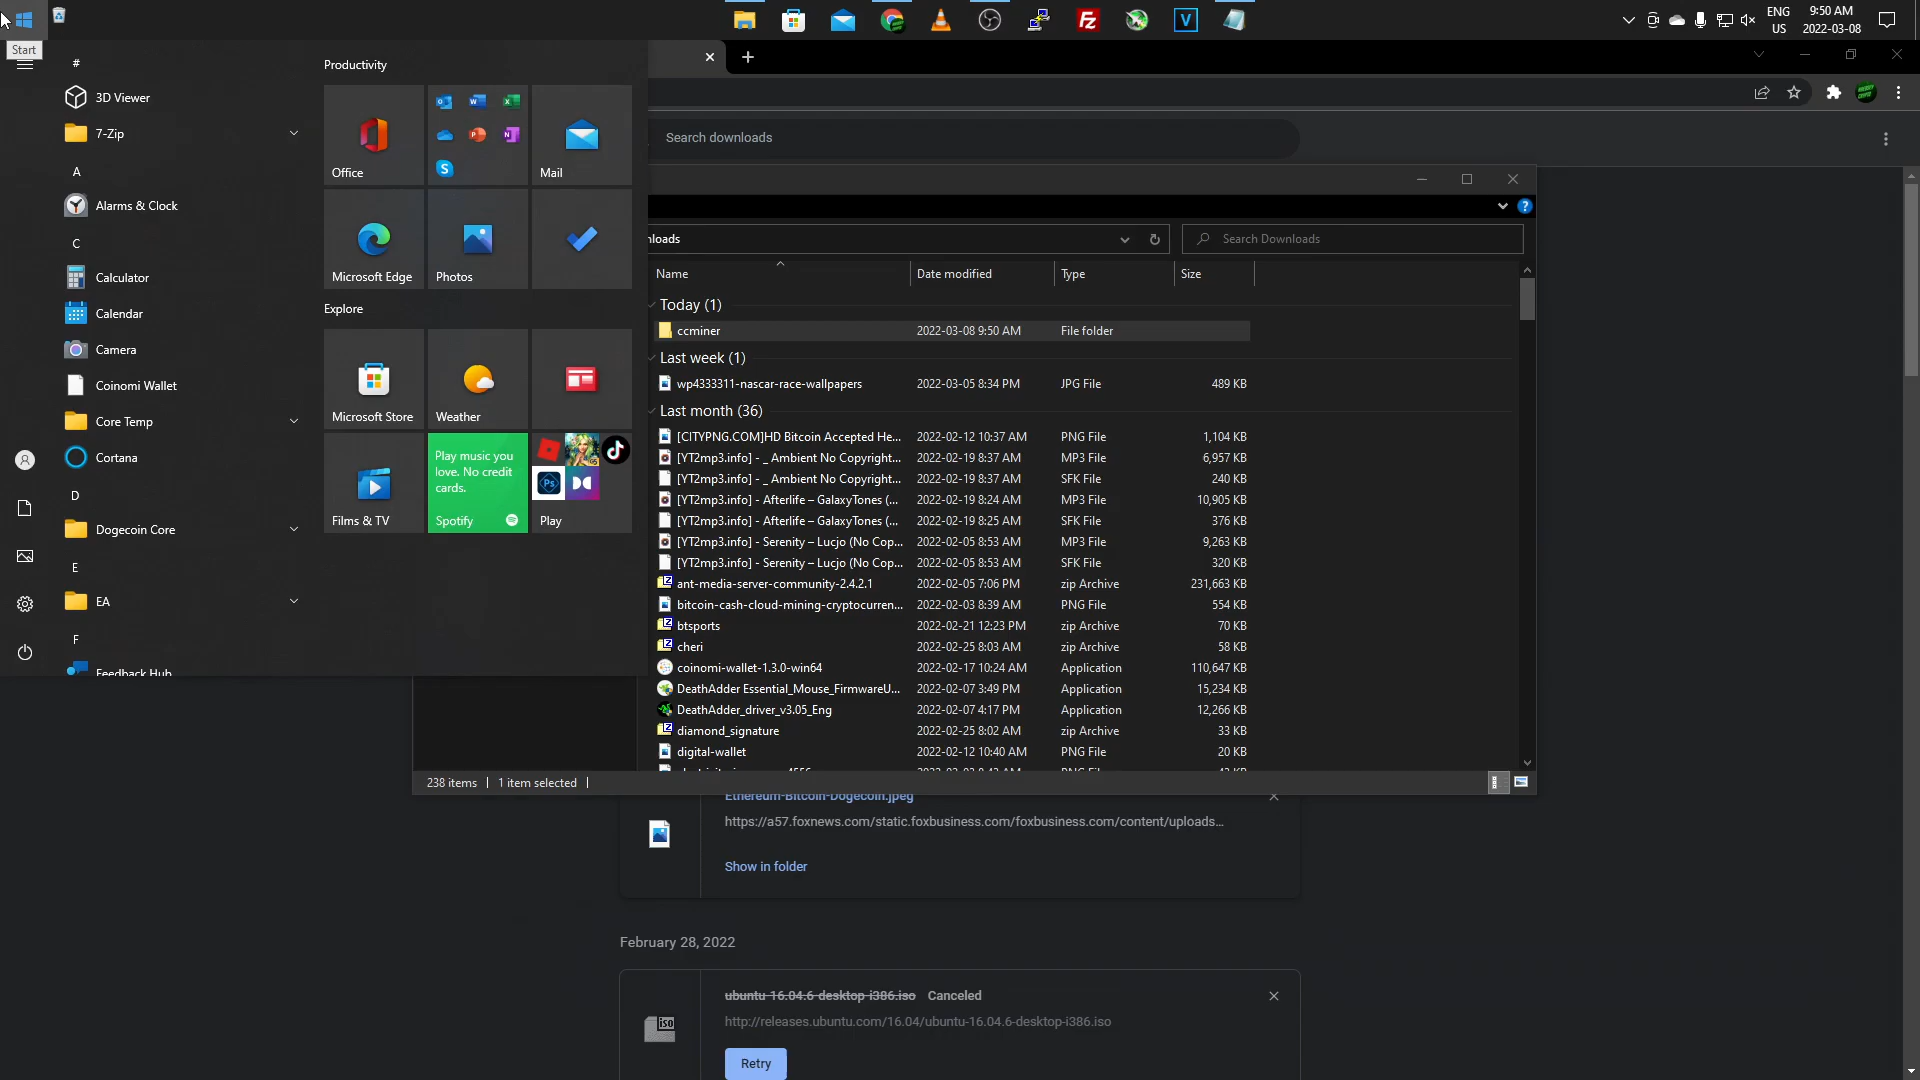 ENG
US
9:50 AM
2022-03-08
Start
#
3D Viewer
7-Zip
A
Alarms & Clock
C
Calculator
Calendar
Camera
Coinomi Wallet
Core Temp
Cortana
D
Dogecoin Core
E
EA
F
Feedback Hub
Productivity
Office
Mail
Microsoft Edge
Photos
Explore
Microsoft Store
Weather
Films & TV
Play music you
love. No credit
cards.
Spotify
Play
Search downloads
nloads
Search Downloads
Name Date modified Type Size
Today (1)
ccminer 2022-03-08 9:50 AM File folder
Last week (1)
wp4333311-nascar-race-wallpapers 2022-03-05 8:34 PM JPG File 489 KB
Last month (36)
[CITYPNG.COM]HD Bitcoin Accepted He... 2022-02-12 10:37 AM PNG File 1,104 KB
[YT2mp3.info] - _ Ambient No Copyright... 2022-02-19 8:37 AM MP3 File 6,957 KB
[YT2mp3.info] - _ Ambient No Copyright... 2022-02-19 8:37 AM SFK File 240 KB
[YT2mp3.info] - Afterlife – GalaxyTones (... 2022-02-19 8:24 AM MP3 File 10,905 KB
[YT2mp3.info] - Afterlife – GalaxyTones (... 2022-02-19 8:25 AM SFK File 376 KB
[YT2mp3.info] - Serenity – Lucjo (No Cop... 2022-02-05 8:53 AM MP3 File 9,263 KB
[YT2mp3.info] - Serenity – Lucjo (No Cop... 2022-02-05 8:53 AM SFK File 320 KB
ant-media-server-community-2.4.2.1 2022-02-05 7:06 PM zip Archive 231,663 KB
bitcoin-cash-cloud-mining-cryptocurren... 2022-02-03 8:39 AM PNG File 554 KB
btsports 2022-02-21 12:23 PM zip Archive 70 KB
cheri 2022-02-25 8:03 AM zip Archive 58 KB
coinomi-wallet-1.3.0-win64 2022-02-17 10:24 AM Application 110,647 KB
DeathAdder Essential_Mouse_FirmwareU... 2022-02-07 3:49 PM Application 15,234 KB
DeathAdder_driver_v3.05_Eng 2022-02-07 4:17 PM Application 12,266 KB
diamond_signature 2022-02-25 8:02 AM zip Archive 33 KB
digital-wallet 2022-02-12 10:40 AM PNG File 20 KB
238 items 1 item selected
Ethereum-Bitcoin-Dogecoin.jpeg
https://a57.foxnews.com/static.foxbusiness.com/foxbusiness.com/content/uploads...
Show in folder
February 28, 2022
ubuntu-16.04.6-desktop-i386.iso Canceled
iso
http://releases.ubuntu.com/16.04/ubuntu-16.04.6-desktop-i386.iso
Retry